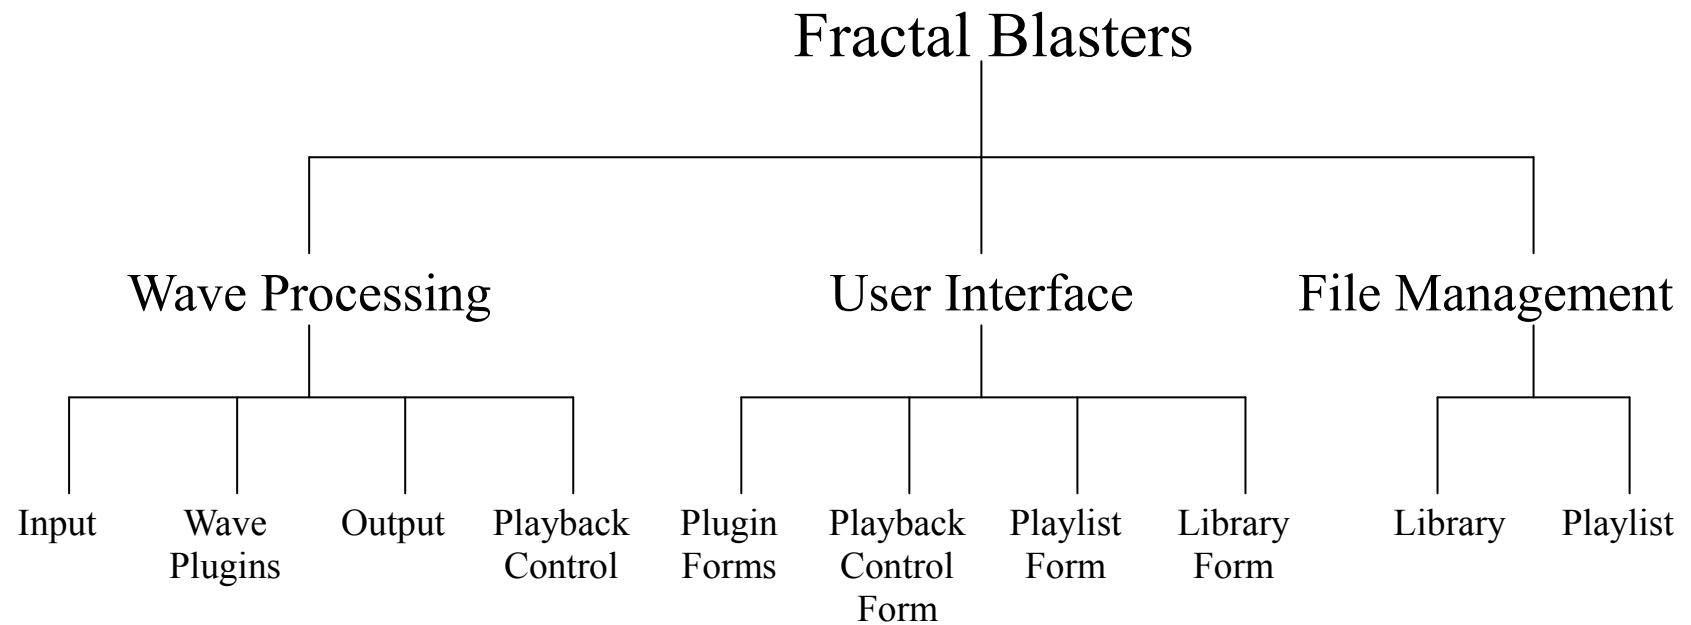 Fractal Blasters
Wave Processing
User Interface
File Management
Input
Wave
Plugins
Output
Playback
Control
Plugin
Forms
Playback
Control
Form
Playlist
Form
Library
Form
Library
Playlist